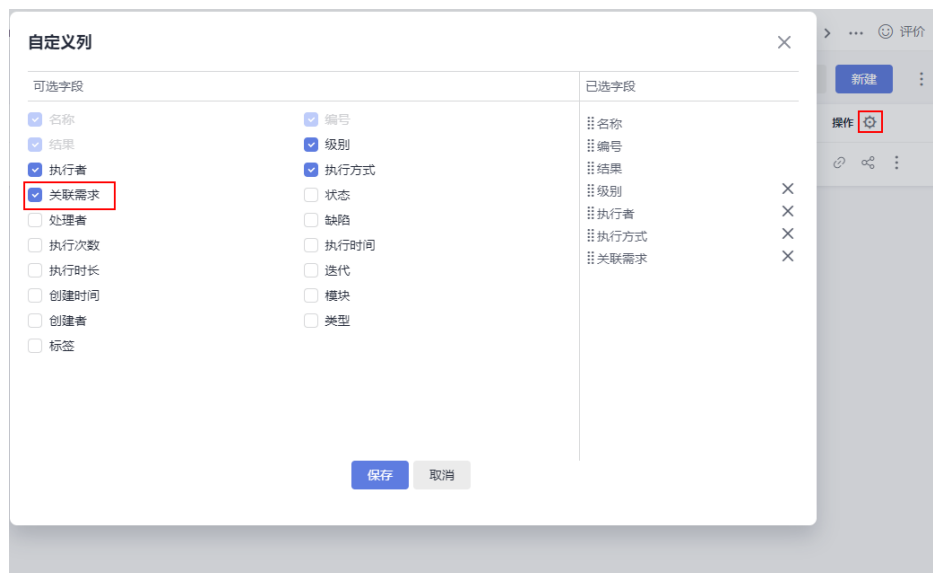 自定义列
评价
新建
操作
可选字段
已选字段
名称
编号
结果
级别
执行者
执行方式
关联需求
状态
处理者
缺陷
执行次数
执行时间
执行时长
迭代
创建时间
模块
创建者
类型
标签
名称
编号
结果
级别
执行者
执行方式
关联需求
保存
取消